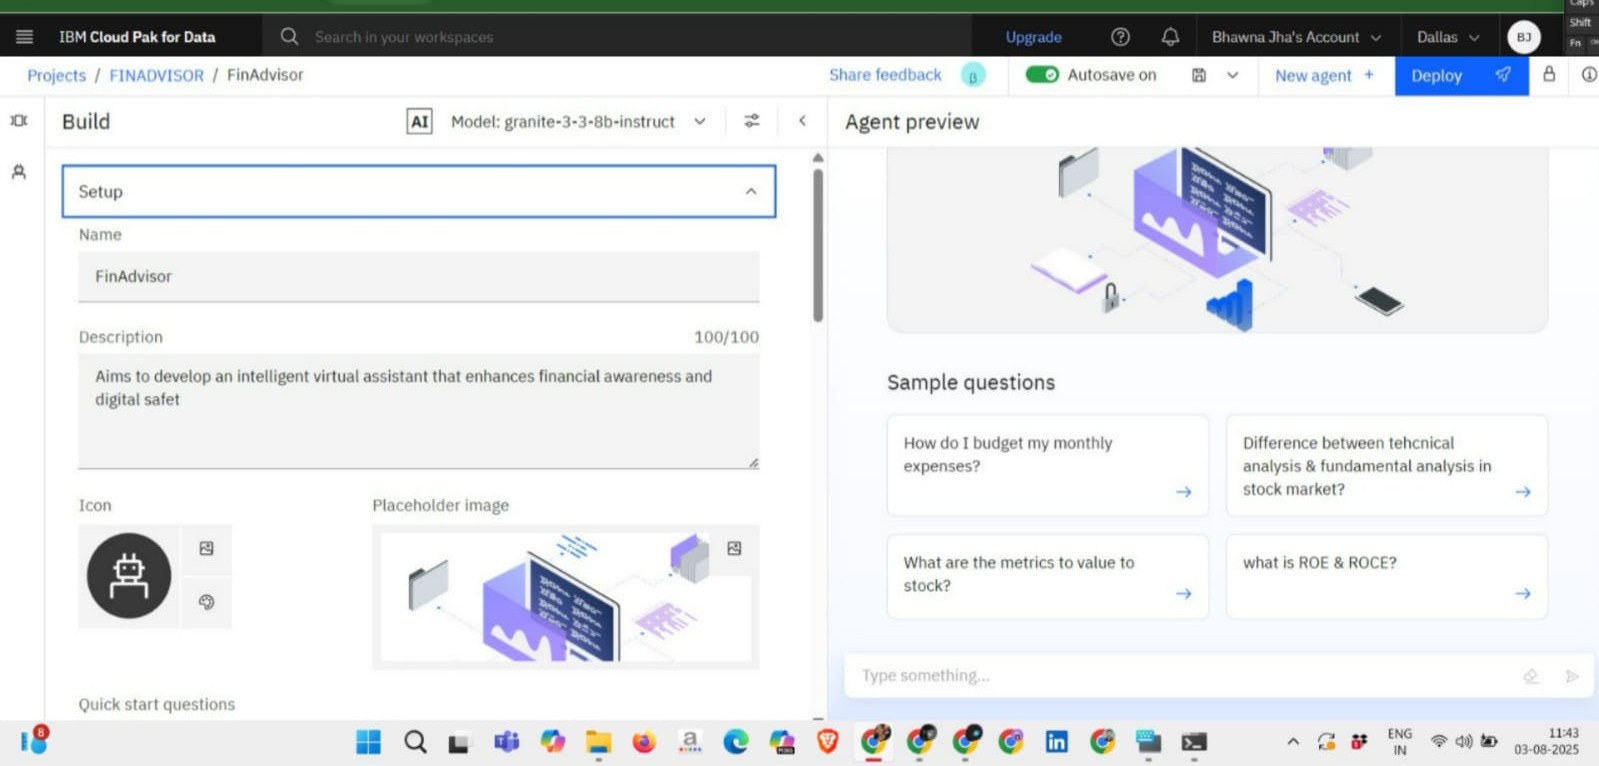 Caps
Shift
Fn
IBM Cloud Pak for Data
Search in your workspaces
Upgrade
Bhawna Jha's Account
Dallas
BJ
Projects / FINADVISOR / FinAdvisor
Share feedback
β
Autosave on
New agent +
Deploy
Build
AI
Model: granite-3-3-8b-instruct
Agent preview
Setup
Name
FinAdvisor
Description
100/100
Aims to develop an intelligent virtual assistant that enhances financial awareness and
digital safet
Icon
Placeholder image
Quick start questions
Sample questions
How do I budget my monthly
expenses?
Difference between tehcnical
analysis & fundamental analysis in
stock market?
What are the metrics to value to
stock?
what is ROE & ROCE?
Type something...
8
ENG
IN
11:43
03-08-2025